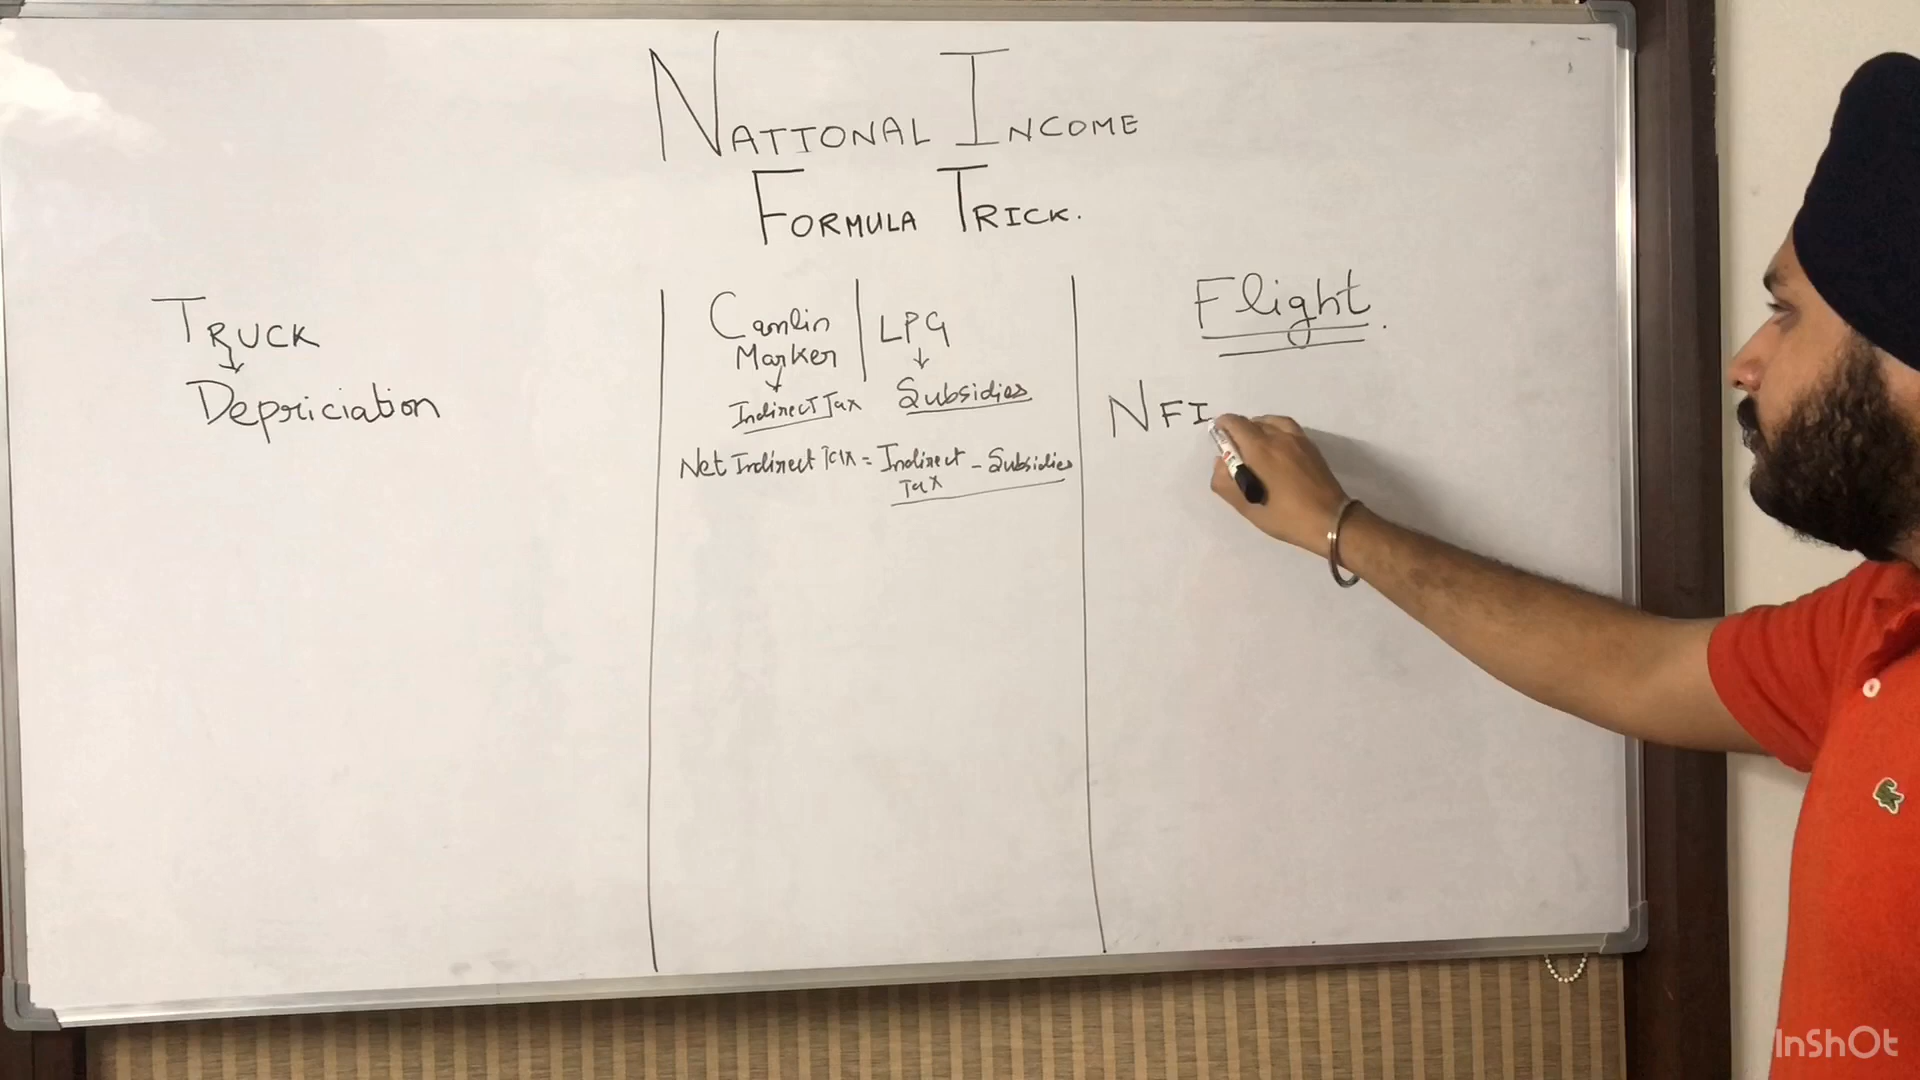 NATIONAL INCOME
FORMULA TRICK.
TRUCK
Depriciation
Camlin
Marker
Indirect Tax
LPG
Subsidies
Net Indirect Tax = Indirect - Subsidies
Tax
Flight.
NFI
InShOt